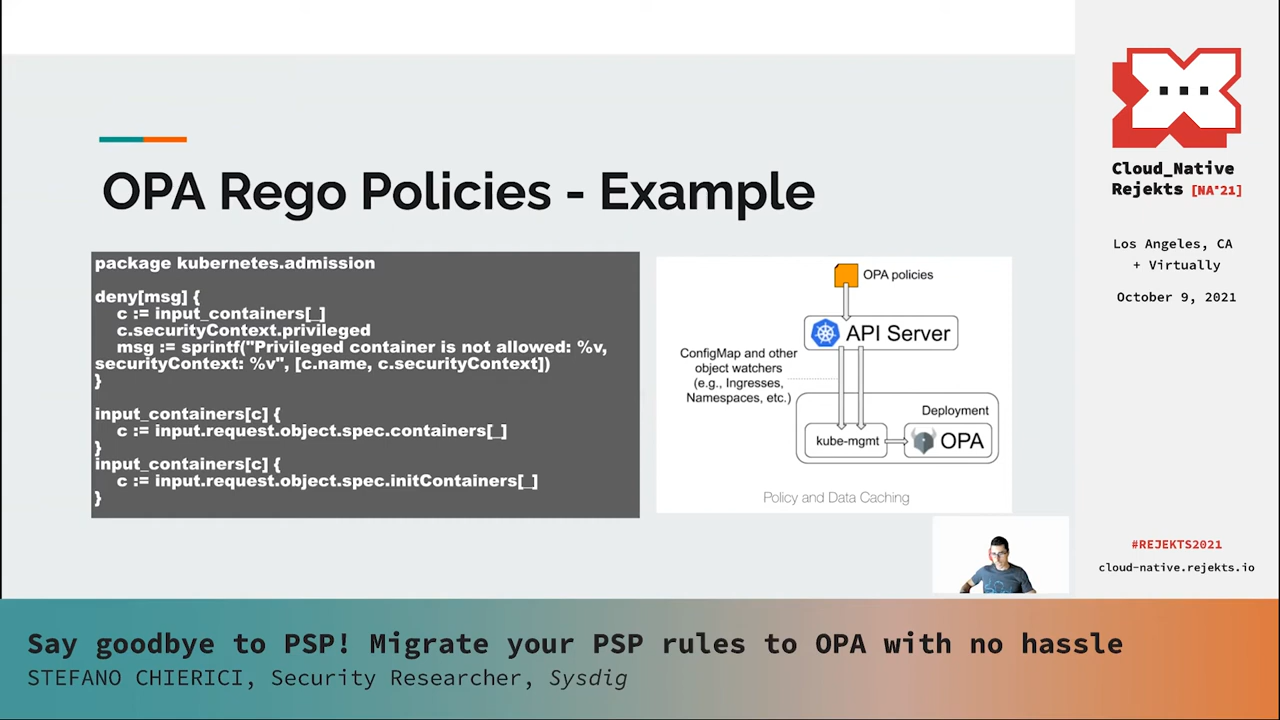 OPA Rego Policies - Example
package kubernetes.admission
deny[msg] {
c := input_containers[_]
c.securityContext.privileged
msg := sprintf("Privileged container is not allowed: %v,
securityContext: %v", [c.name, c.securityContext])
}
input_containers[c] {
c := input.request.object.spec.containers[_]
}
input_containers[c] {
c := input.request.object.spec.initContainers[_]
}
OPA policies
API Server
ConfigMap and other
object watchers
(e.g., Ingresses,
Namespaces, etc.)
Deployment
kube-mgmt
OPA
Policy and Data Caching
Cloud_Native
Rejekts [NA'21]
Los Angeles, CA
+ Virtually
October 9, 2021
#REJEKTS2021
cloud-native.rejekts.io
Say goodbye to PSP! Migrate your PSP rules to OPA with no hassle
STEFANO CHIERICI, Security Researcher, Sysdig